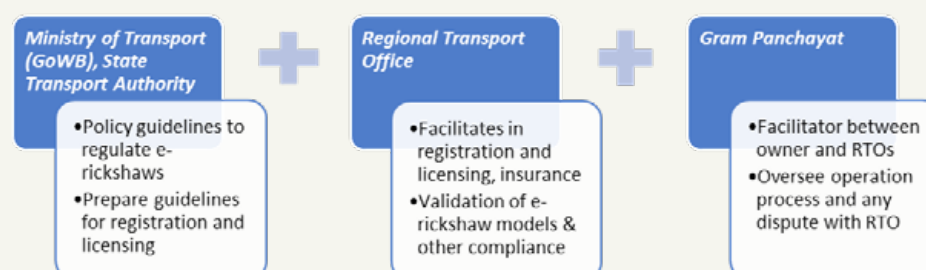 Ministry of Transport
(GoWB), State
Transport Authority
•Policy guidelines to
regulate e-
rickshaws
•Prepare guidelines
for registration and
licensing
Regional Transport
Office
•Facilitates in
registration and
licensing, insurance
•Validation of e-
rickshaw models &
other compliance
Gram Panchayat
•Facilitator between
owner and RTOs
•Oversee operation
process and any
dispute with RTO